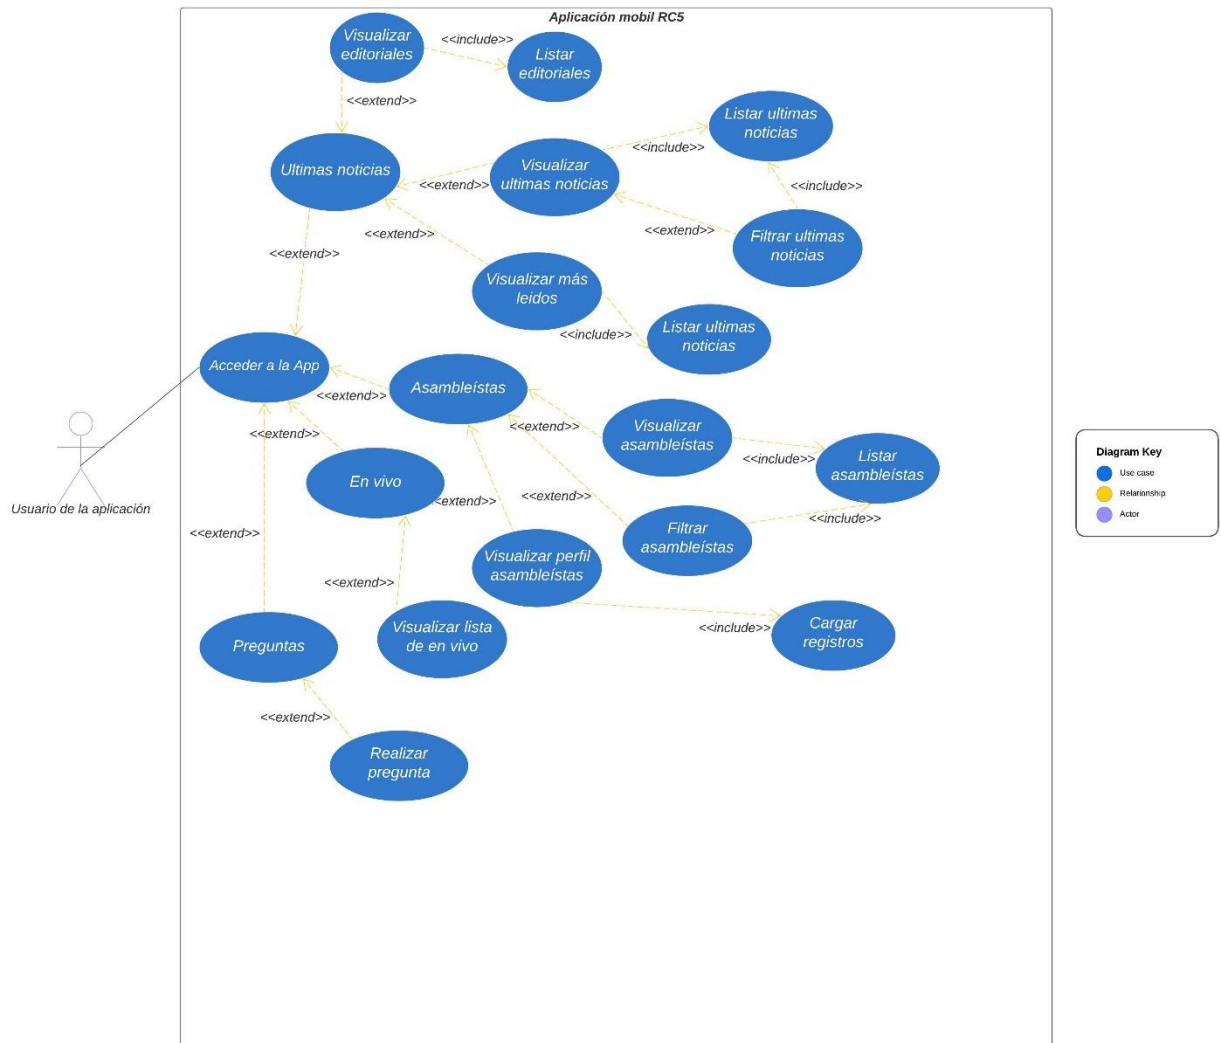 Aplicación mobil RC5
Visualizar
editoriales
<<include>>
Listar
editoriales
<<extend>>
Listar ultimas
noticias
<<include>>
Ultimas noticias
Visualizar
ultimas noticias
<<extend>>
<<include>>
<<extend>>
<<extend>>
Filtrar ultimas
noticias
<<extend>>
Visualizar más
leidos
<<include>>
Listar ultimas
noticias
Acceder a la App
Asambleístas
<<extend>>
Visualizar
asambleístas
<<extend>>
<<extend>>
Listar
asambleístas
<<include>>
En vivo
<<extend>>
<<extend>>
Usuario de la aplicación
<<include>>
<<extend>>
Filtrar
asambleístas
Visualizar perfil
asambleístas
<<extend>>
<<include>>
Cargar
registros
Preguntas
Visualizar lista
de en vivo
<<extend>>
Realizar
pregunta
Diagram Key
Use case
Relarionship
Actor